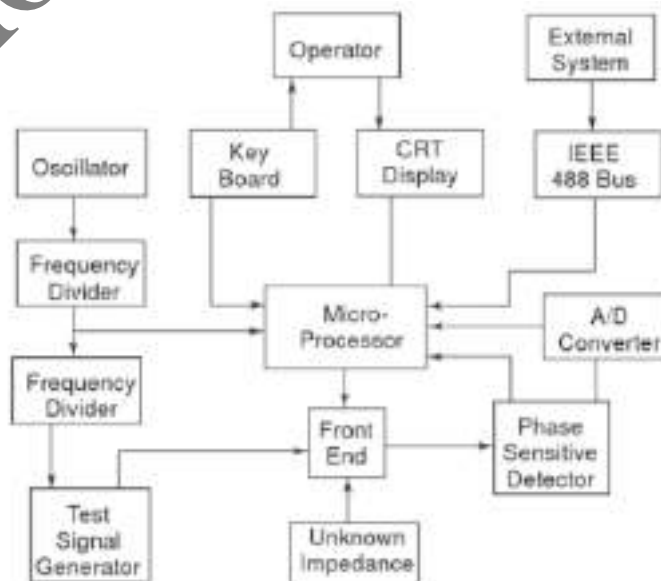 Operator
External
System
Oscillator
Key
Board
CRT
Display
IEEE
488 Bus
Frequency
Divider
Micro-
Processor
A/D
Converter
Frequency
Divider
Front
End
Phase
Sensitive
Detector
Test
Signal
Generator
Unknown
Impedance